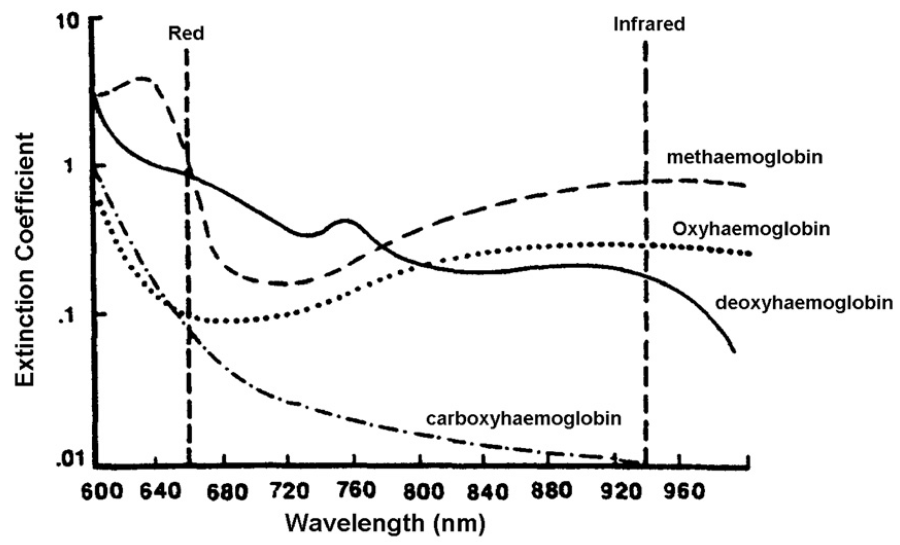 Extinction Coefficient
10
1
.1
.01
Red
Infrared
methaemoglobin
Oxyhaemoglobin
deoxyhaemoglobin
carboxyhaemoglobin
600 640 680 720 760 800 840 880 920 960
Wavelength (nm)